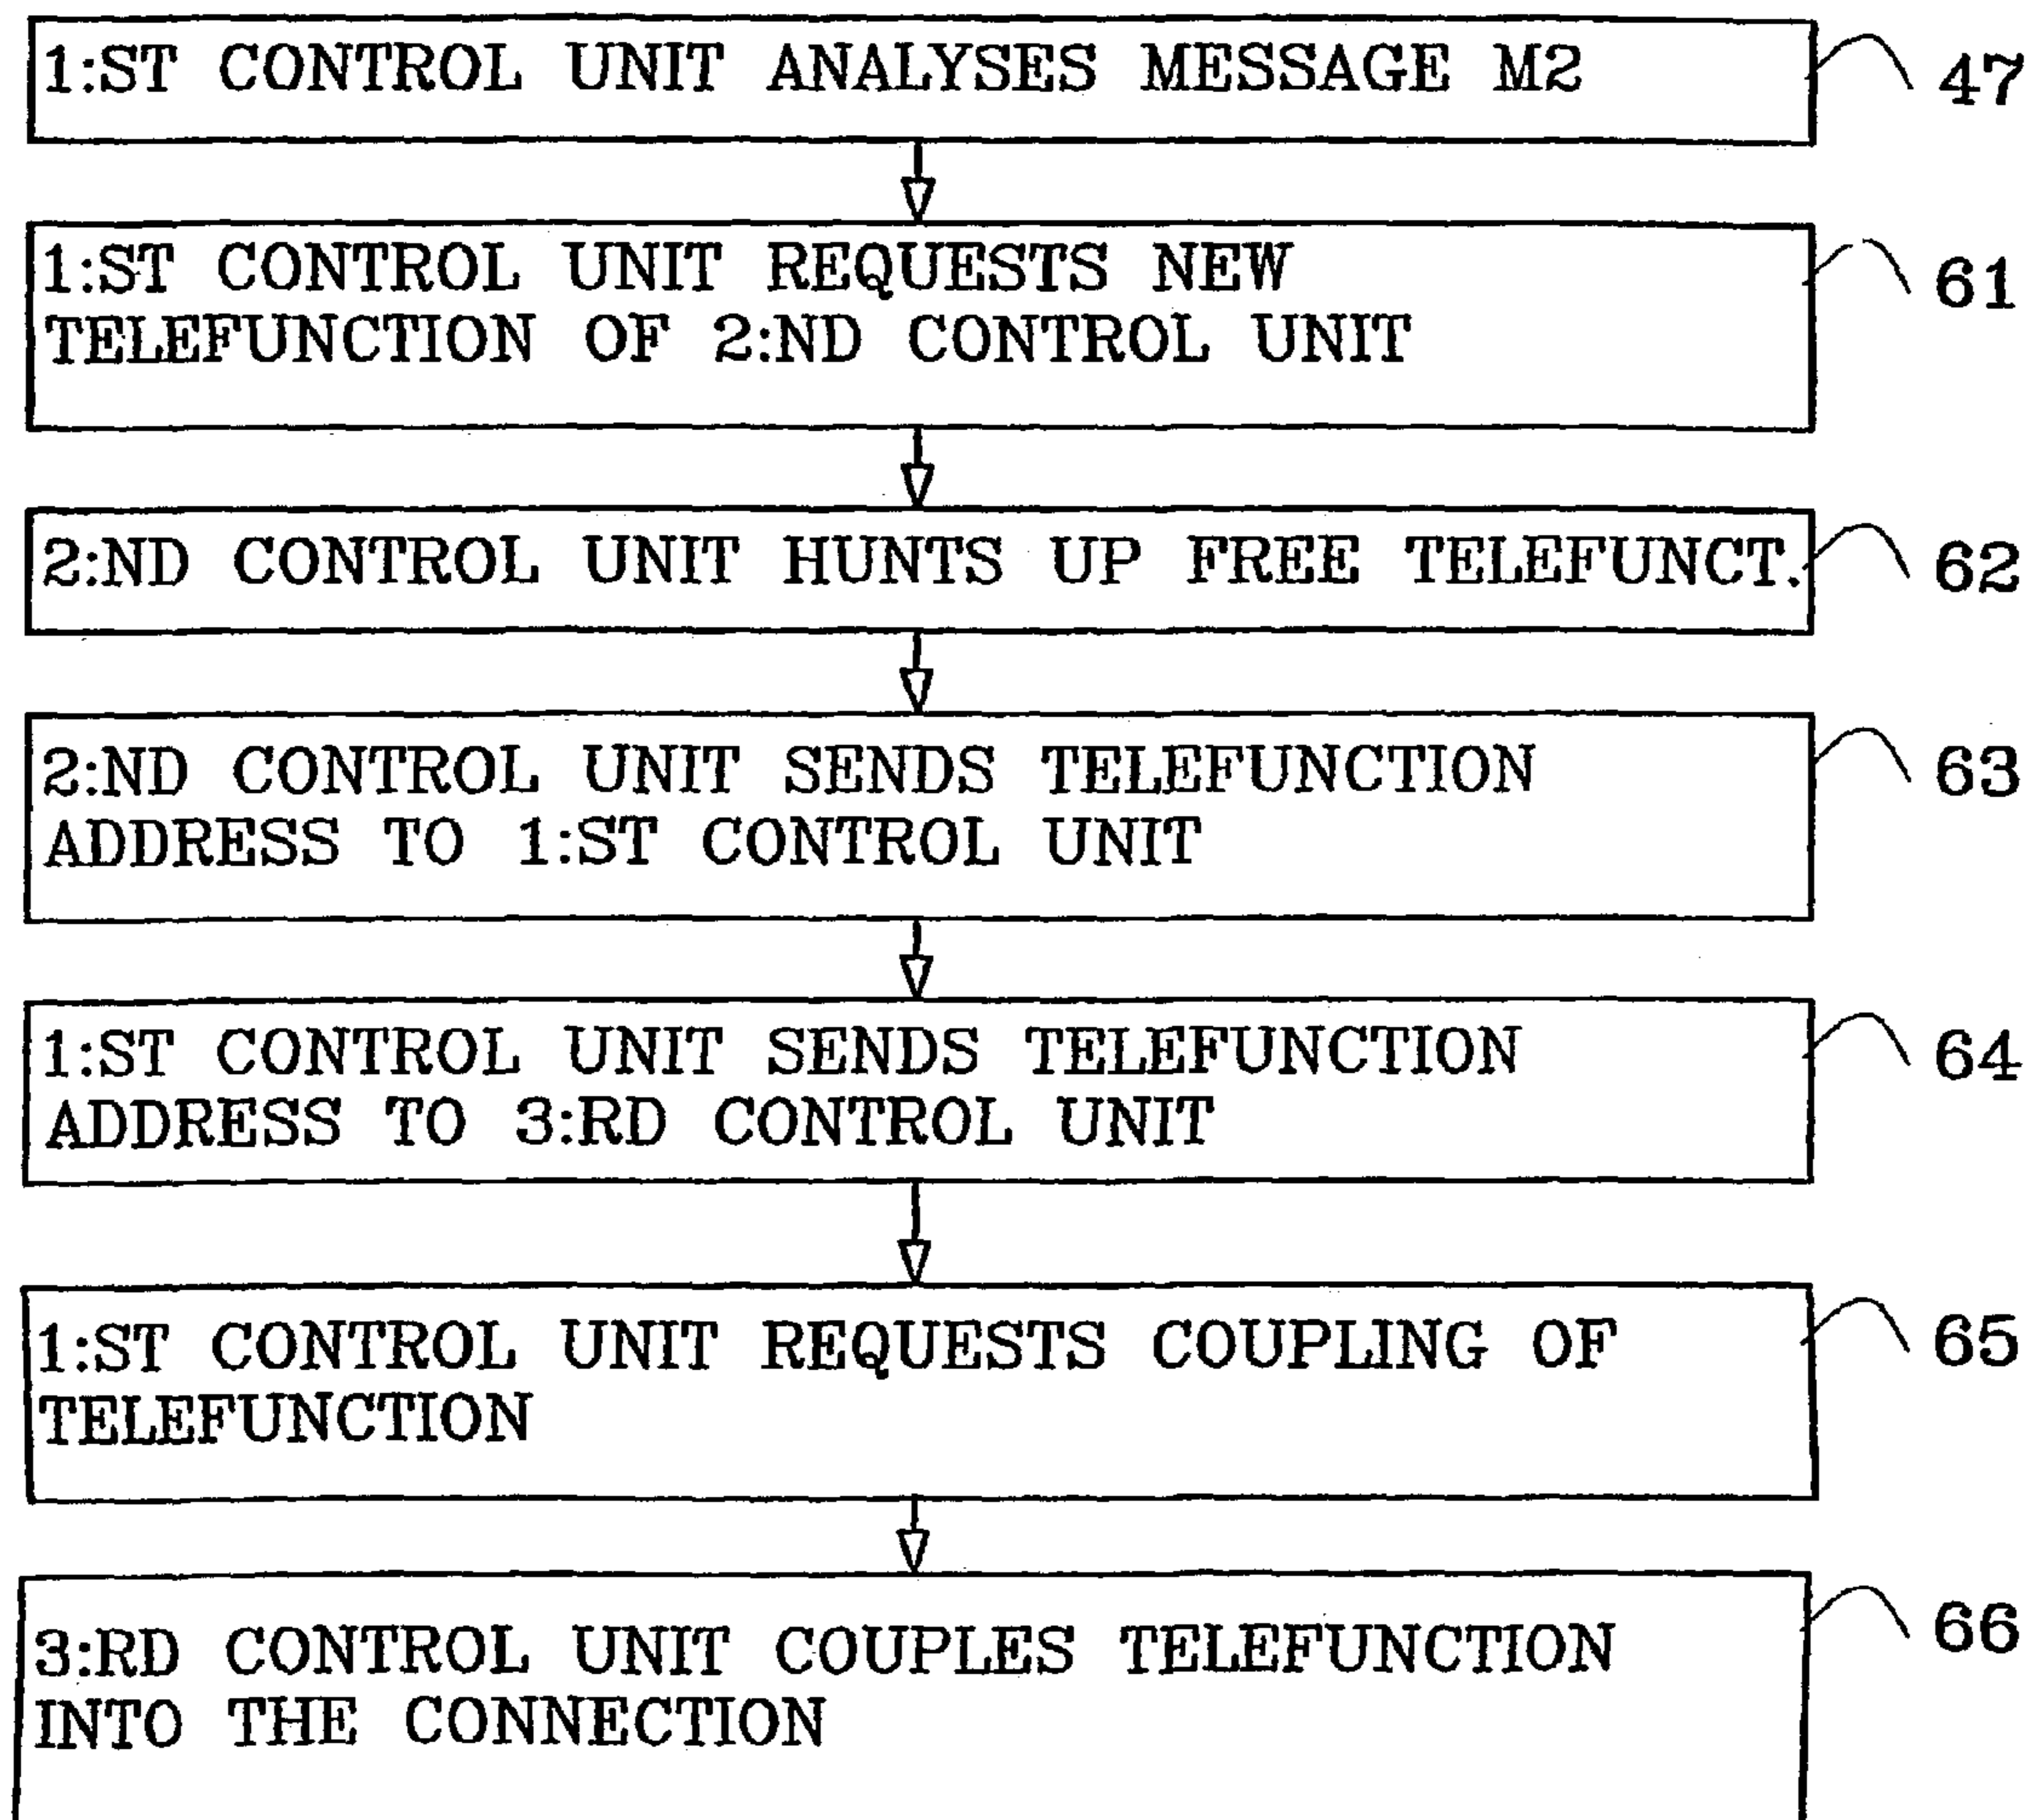 1:ST CONTROL UNIT ANALYSES MESSAGE M2
47
1:ST CONTROL UNIT REQUESTS NEW
TELEFUNCTION OF 2:ND CONTROL UNIT
61
2:ND CONTROL UNIT HUNTS UP FREE TELEFUNCT.
62
2:ND CONTROL UNIT SENDS TELEFUNCTION
ADDRESS TO 1:ST CONTROL UNIT
63
1:ST CONTROL UNIT SENDS TELEFUNCTION
ADDRESS TO 3:RD CONTROL UNIT
64
1:ST CONTROL UNIT REQUESTS COUPLING OF
TELEFUNCTION
65
3:RD CONTROL UNIT COUPLES TELEFUNCTION
INTO THE CONNECTION
66